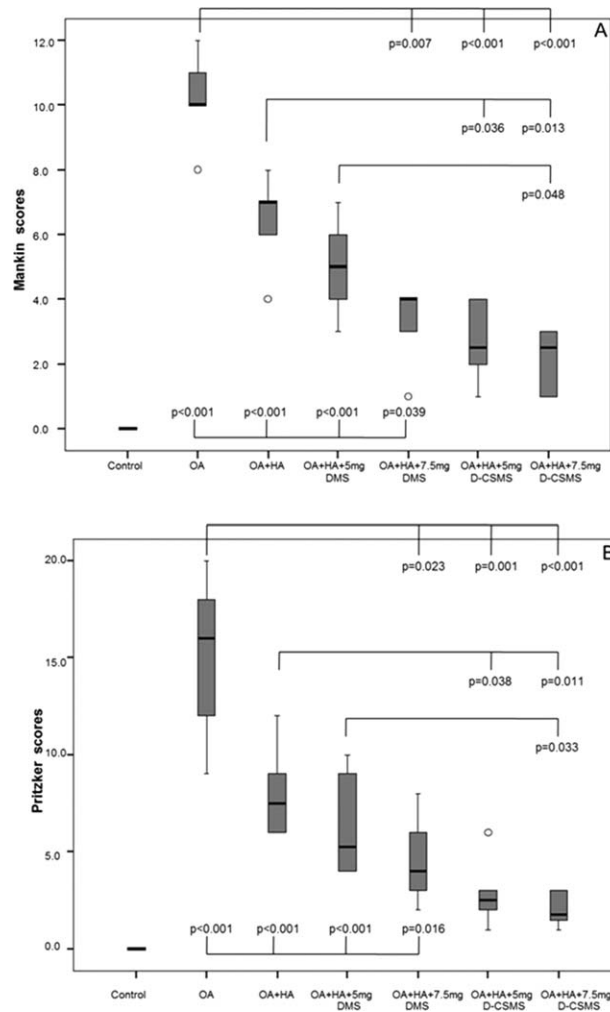 A
p=0.007 p<0.001 p<0.001
p=0.036 p=0.013
p=0.048
Mankin scores
12.0
10.0
8.0
6.0
4.0
2.0
0.0
p<0.001 p<0.001 p<0.001 p=0.039
Control OA OA+HA OA+HA+5mg OA+HA+7.5mg OA+HA+5mg OA+HA+7.5mg
DMS DMS D-CSMS D-CSMS
B
p=0.023 p=0.001 p<0.001
p=0.038 p=0.011
p=0.033
Pritzker scores
20.0
15.0
10.0
5.0
0.0
p<0.001 p<0.001 p<0.001 p=0.016
Control OA OA+HA OA+HA+5mg OA+HA+7.5mg OA+HA+5mg OA+HA+7.5mg
DMS DMS D-CSMS D-CSMS